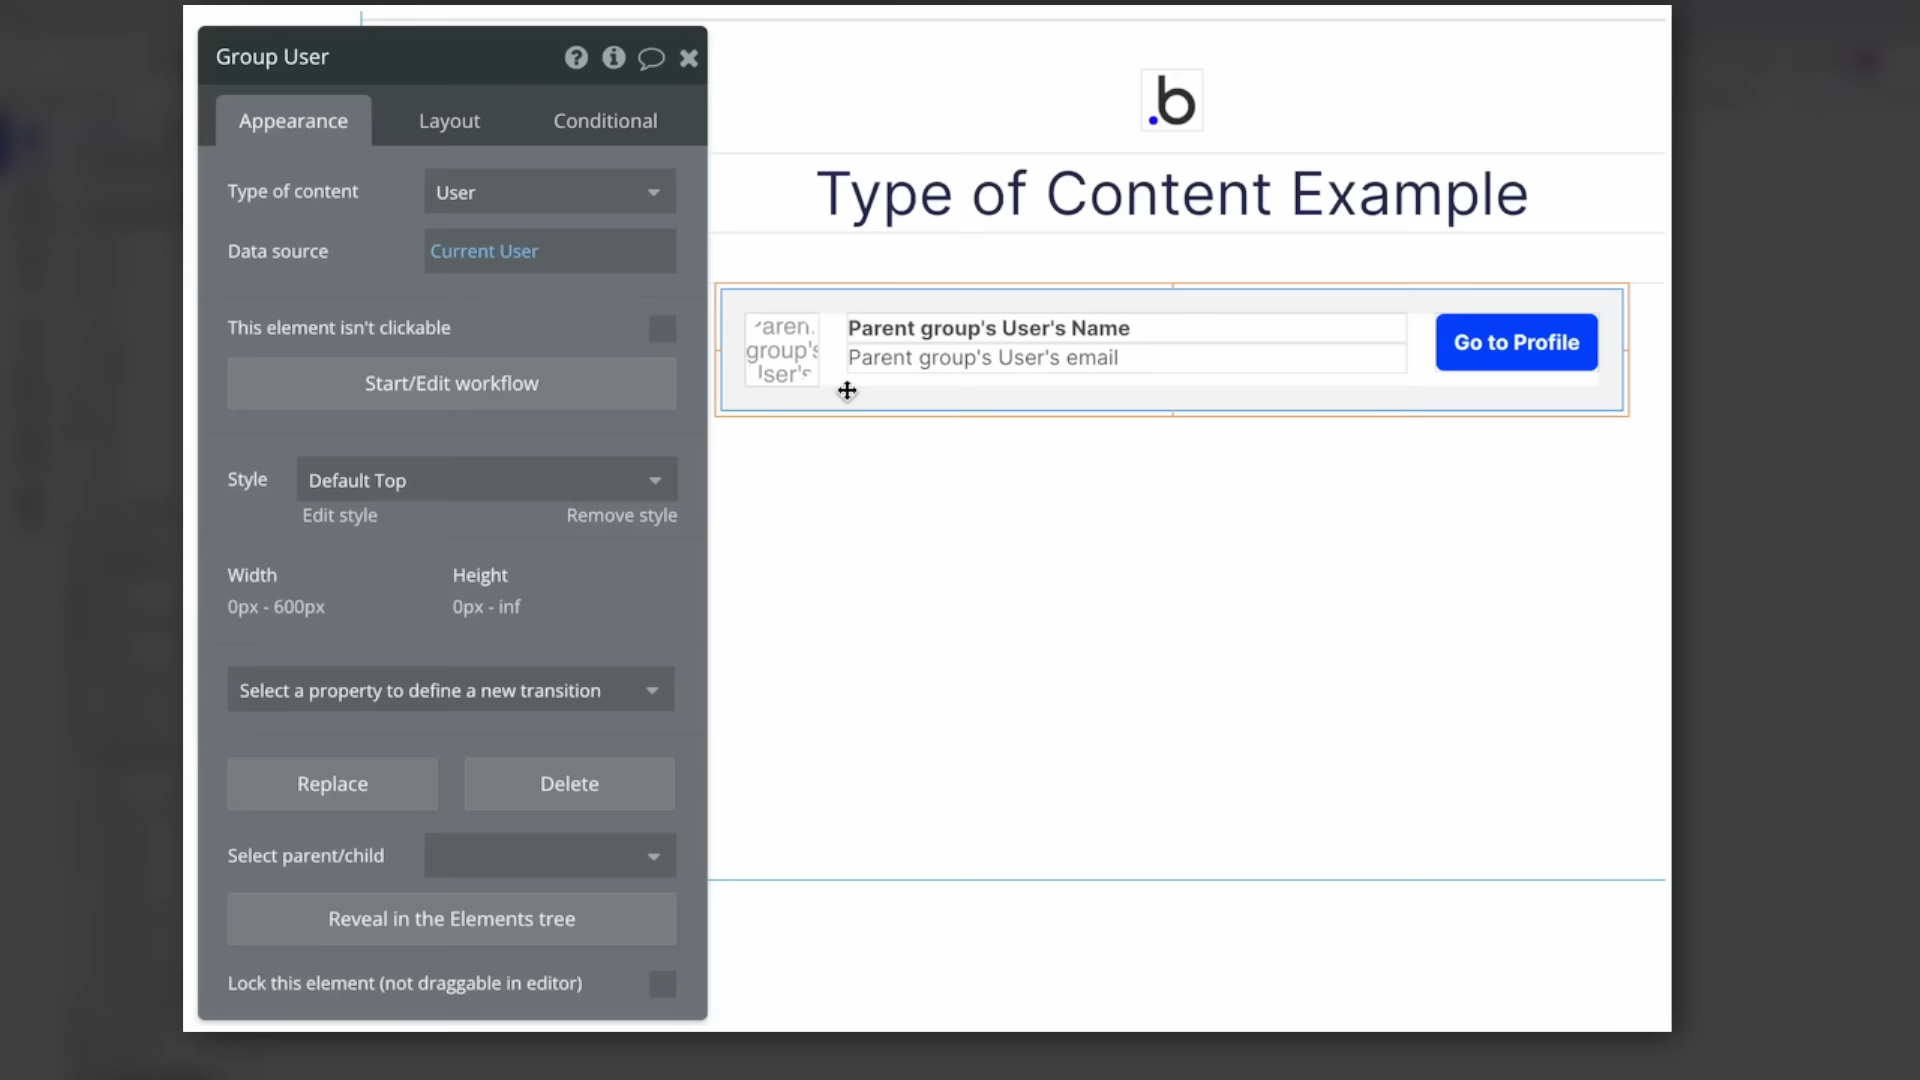 Group User
Appearance
Layout
Conditional
Type of content
User
Data source
Current User
This element isn't clickable
Start/Edit workflow
Style
Default Top
Edit style
Remove style
Width
Height
0px - 600px
0px - inf
Select a property to define a new transition
Replace
Delete
Select parent/child
Reveal in the Elements tree
Lock this element (not draggable in editor)
.b
Type of Content Example
group's
Parent group's User's Name
Parent group's User's email
Go to Profile